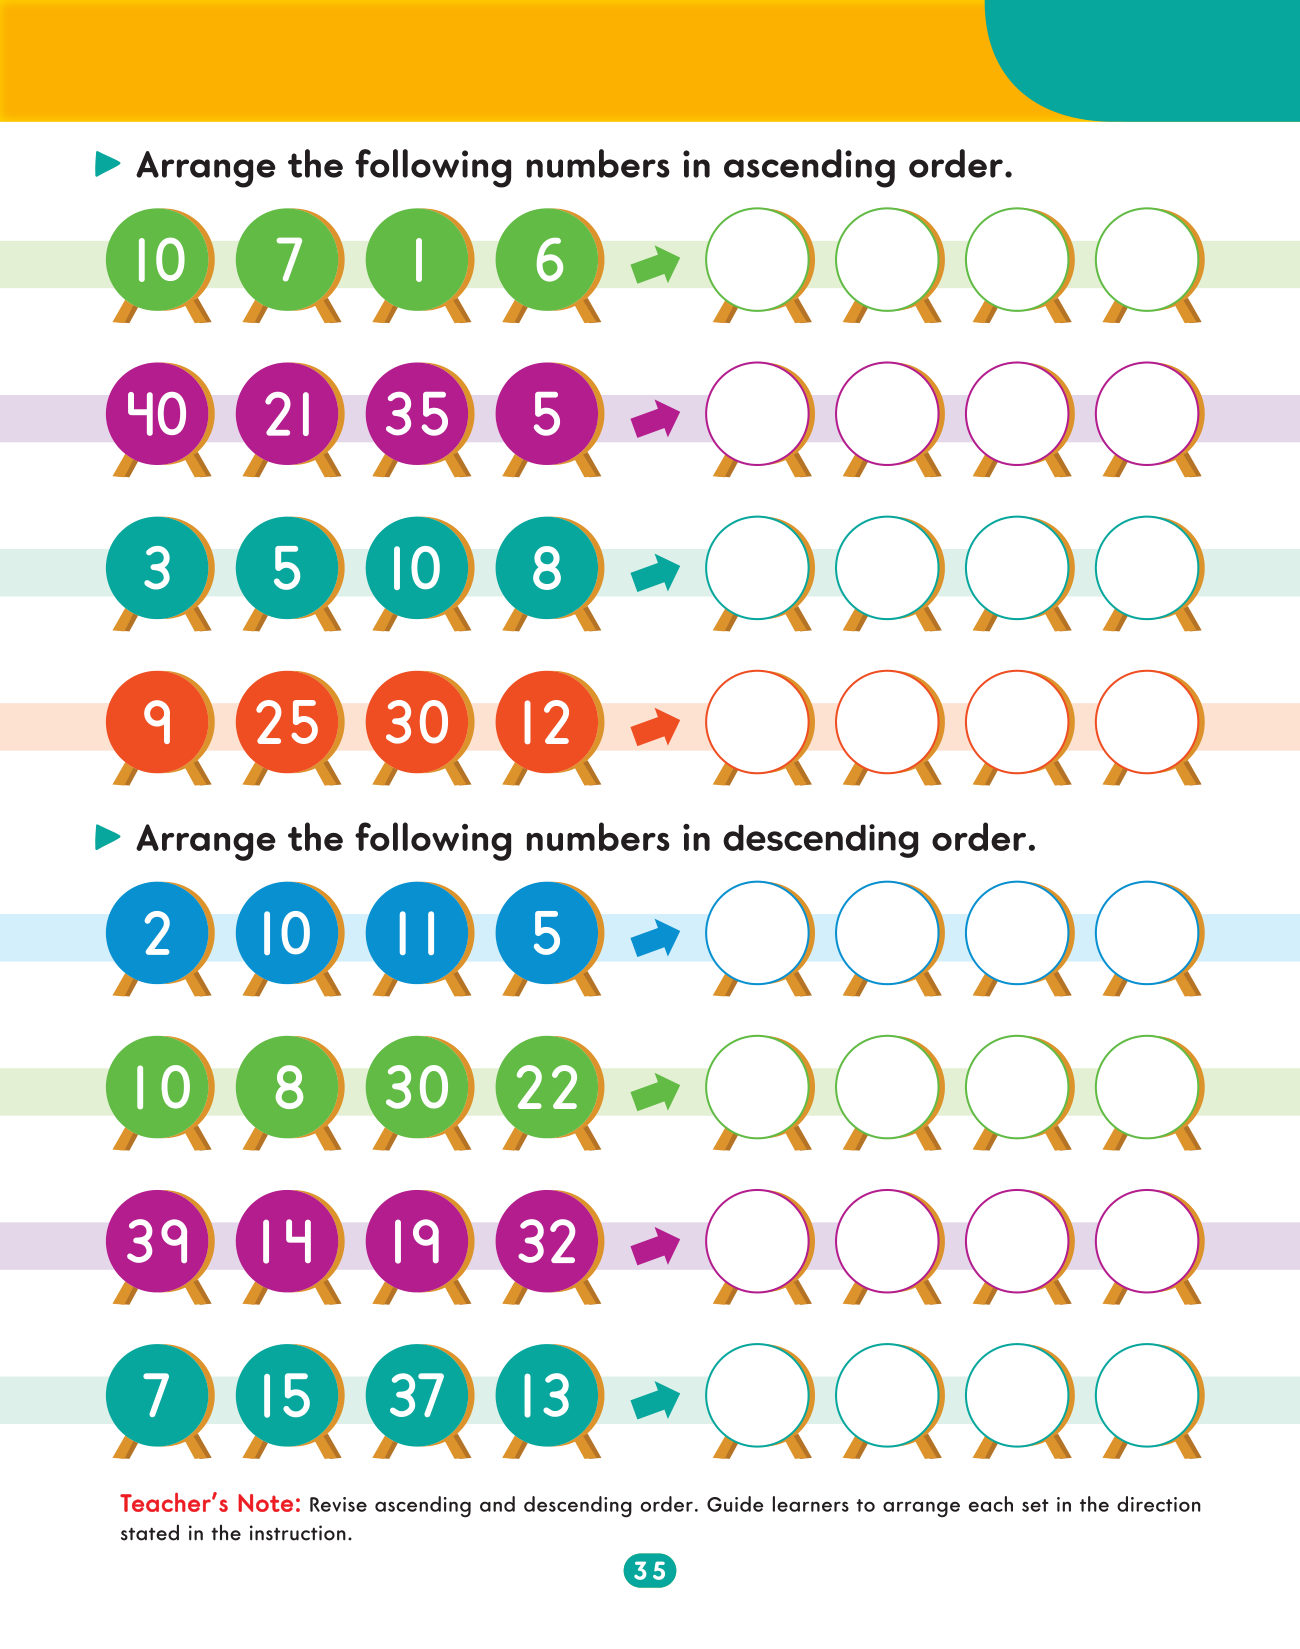 Arrange the following numbers in ascending order.
10 7 1 6
40 21 35 5
3 5 10 8
9 25 30 12
Arrange the following numbers in descending order.
2 10 11 5
10 8 30 22
39 14 19 32
7 15 37 13
Teacher's Note: Revise ascending and descending order. Guide learners to arrange each set in the direction
stated in the instruction.
35